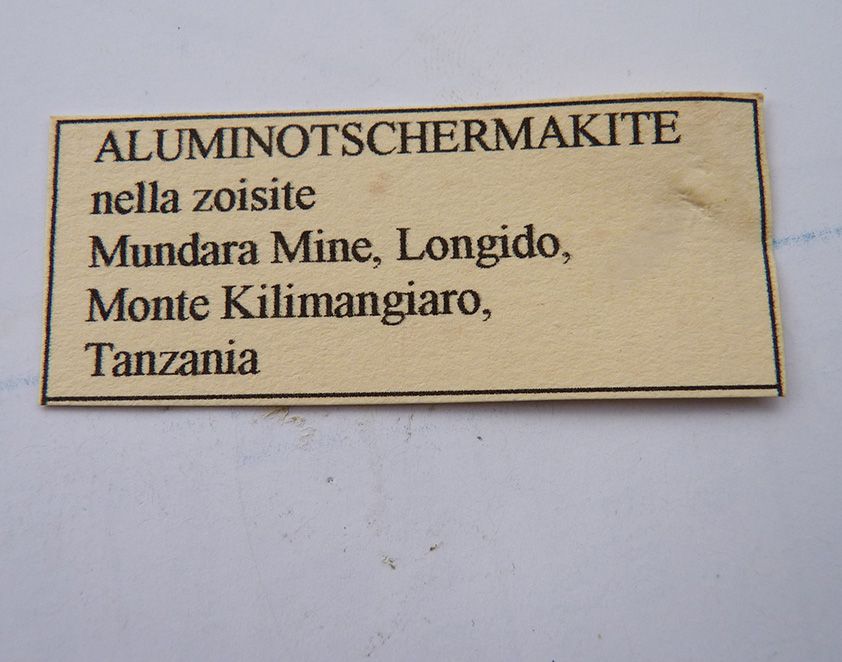 ALUMINOTSCHERMAKITE
nella zoisite
Mundara Mine, Longido,
Monte Kilimangiaro,
Tanzania